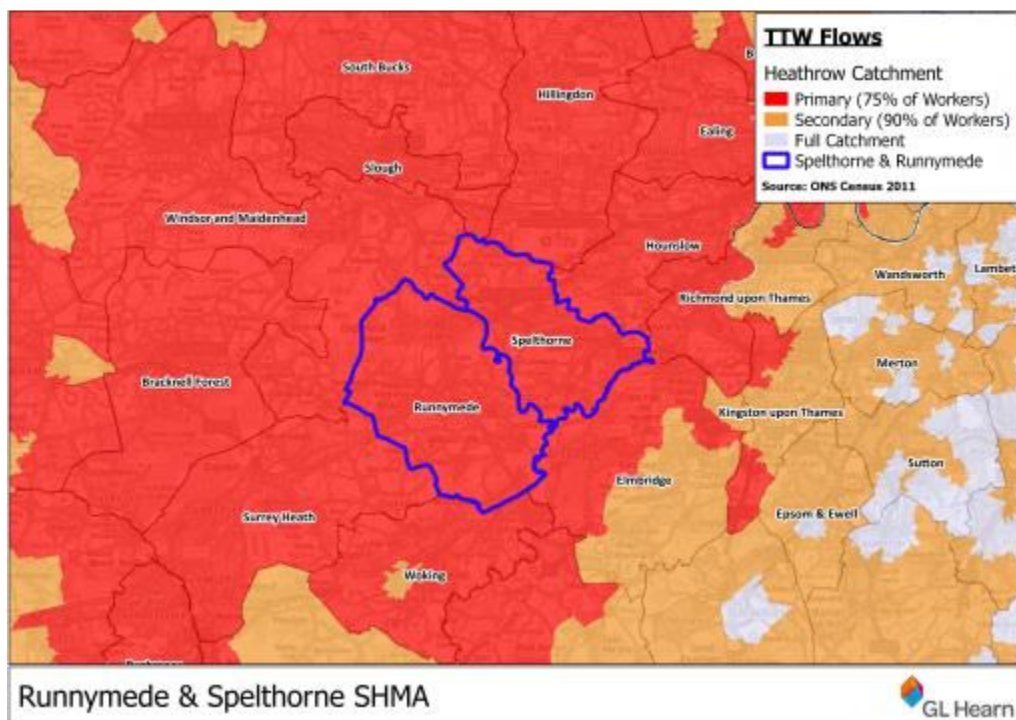 TTW Flows
Heathrow Catchment
Primary (75% of Workers)
Secondary (90% of Workers)
Full Catchment
Spelthorne & Runnymede
Source: ONS Census 2011
South Bucks
Hillingdon
Ealing
Slough
Windsor and Maidenhead
Hounslow
Wandsworth
Lambet
Richmond upon Thames
Spelthorne
Merton
Bracknell Forest
Runnymede
Kingston upon Thames
Sutton
Elmbridge
Surrey Heath
Epsom & Ewell
Woking
Runnymede & Spelthorne SHMA
GL Hearn